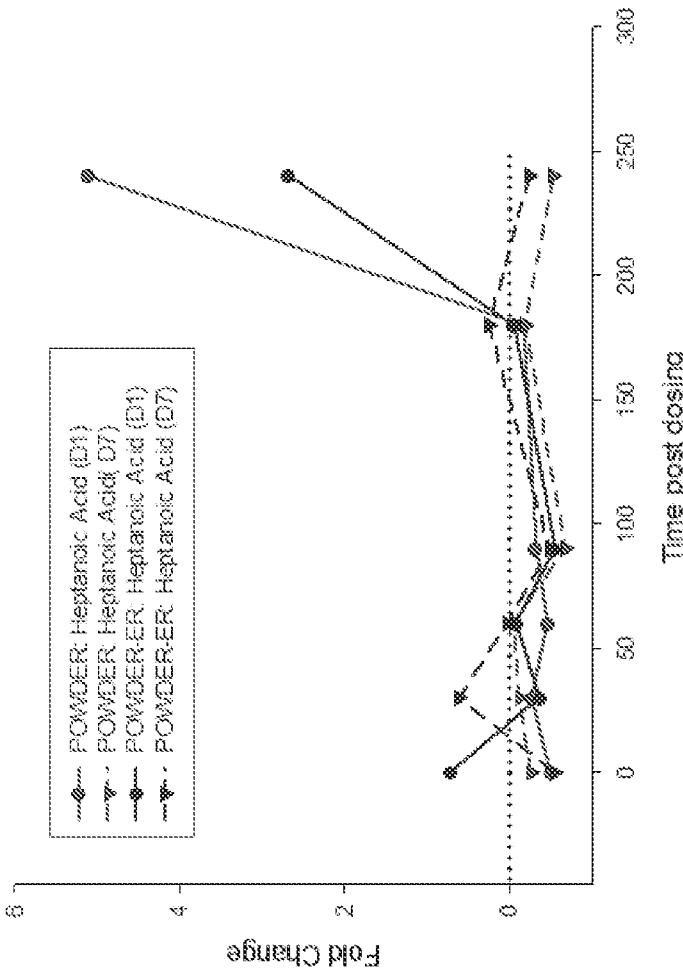 POWDER: Heptanoic Acid (D1)
POWDER: Heptanoic Acid( D7)
POWDER-ER: Heptanoic Acid (D1)
POWDER-ER: Heptanoic Acid (D7)
Fold Change
6
4
2
0
0
50
100
150
200
250
300
Time post dosing